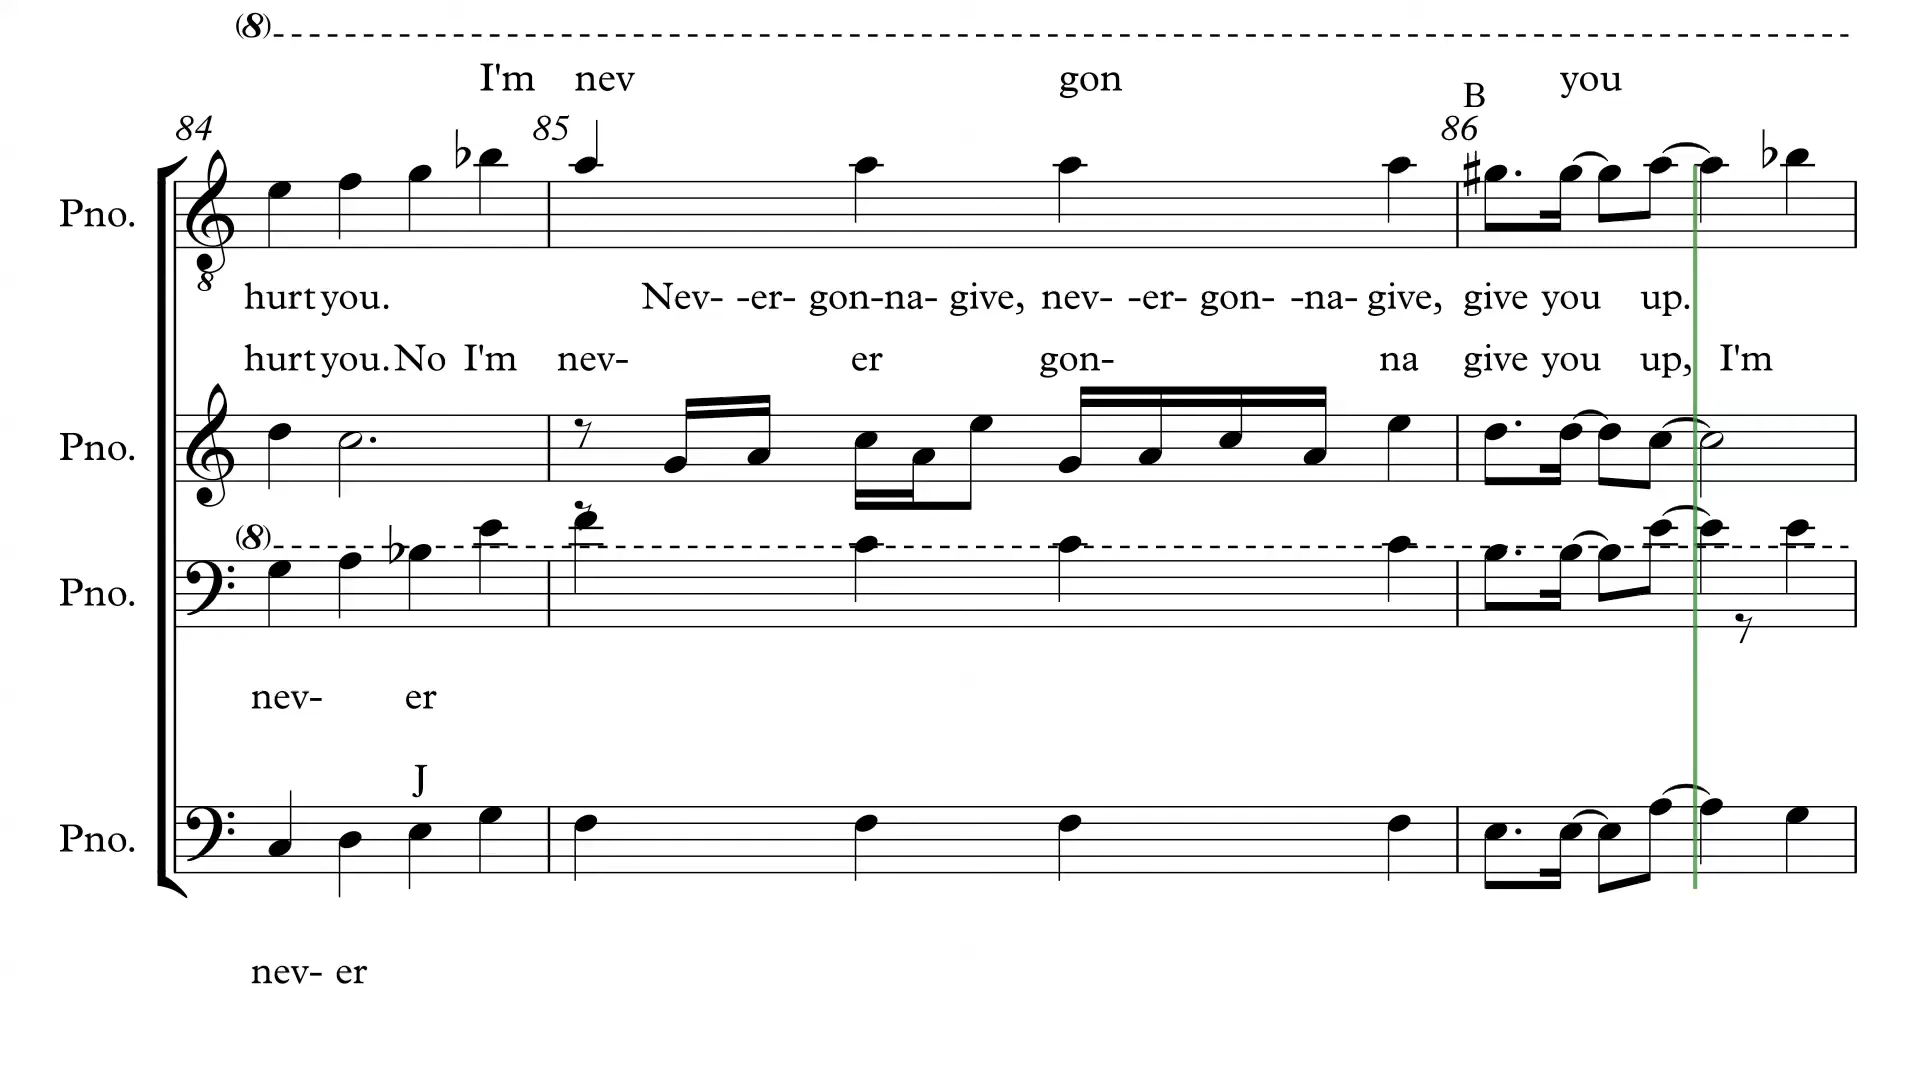 (8)
I'm nev gon you
B
84 85 86
Pno.
8
hurt you. Nev- -er- gon-na- give, nev- -er- gon- -na- give, give you up.
hurt you. No I'm nev- er gon- na give you up, I'm
Pno.
(8)
Pno.
nev- er
J
Pno.
nev- er